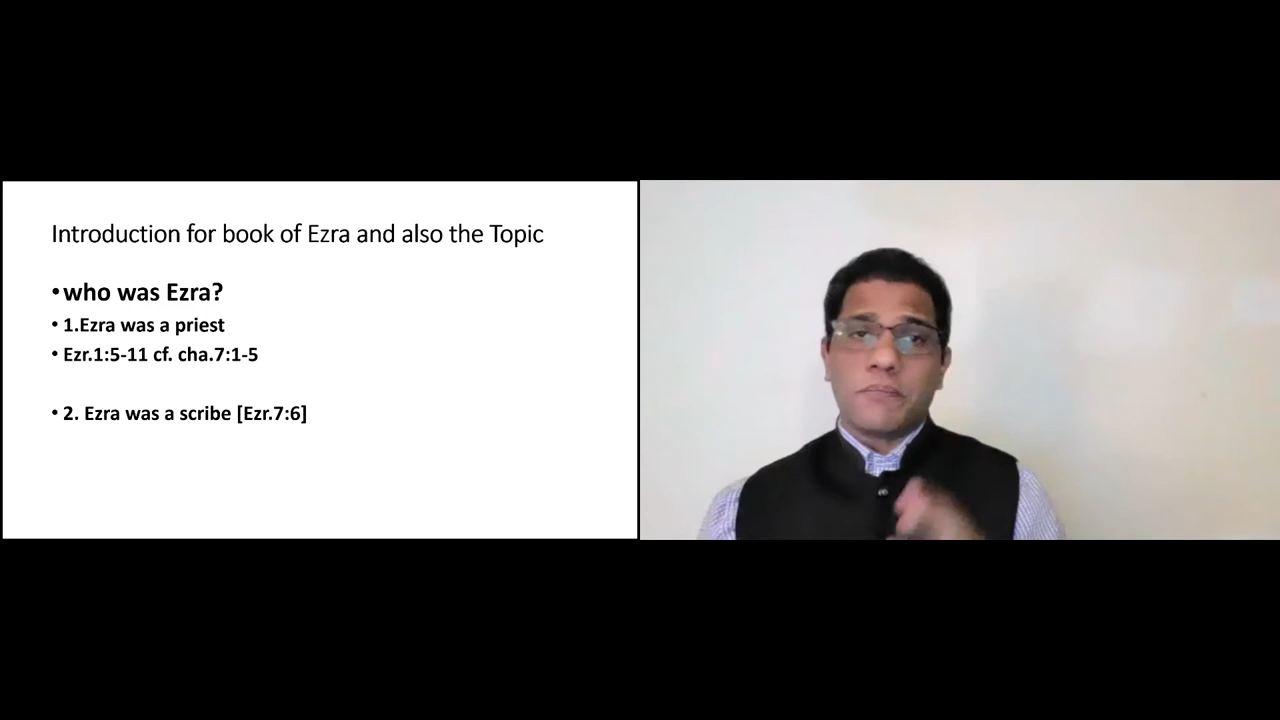 Introduction for book of Ezra and also the Topic
•who was Ezra?
• 1.Ezra was a priest
• Ezr.1:5-11 cf. cha.7:1-5
• 2. Ezra was a scribe [Ezr.7:6]